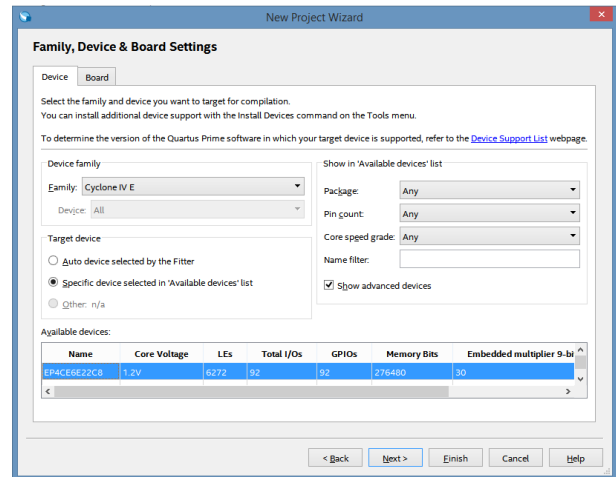 New Project Wizard
Family, Device & Board Settings
Device Board
Select the family and device you want to target for compilation.
You can install additional device support with the Install Devices command on the Tools menu.
To determine the version of the Quartus Prime software in which your target device is supported, refer to the Device Support List webpage.
Device family
Family: Cyclone IV E
Device: All
Target device
Auto device selected by the Fitter
Specific device selected in 'Available devices' list
Other: n/a
Show in 'Available devices' list
Package: Any
Pin count: Any
Core speed grade: Any
Name filter:
Show advanced devices
Available devices:
Name Core Voltage LEs Total I/Os GPIOs Memory Bits Embedded multiplier 9-bi
EP4CE6E22C8 1.2V 6272 92 92 276480 30
< Back Next > Finish Cancel Help